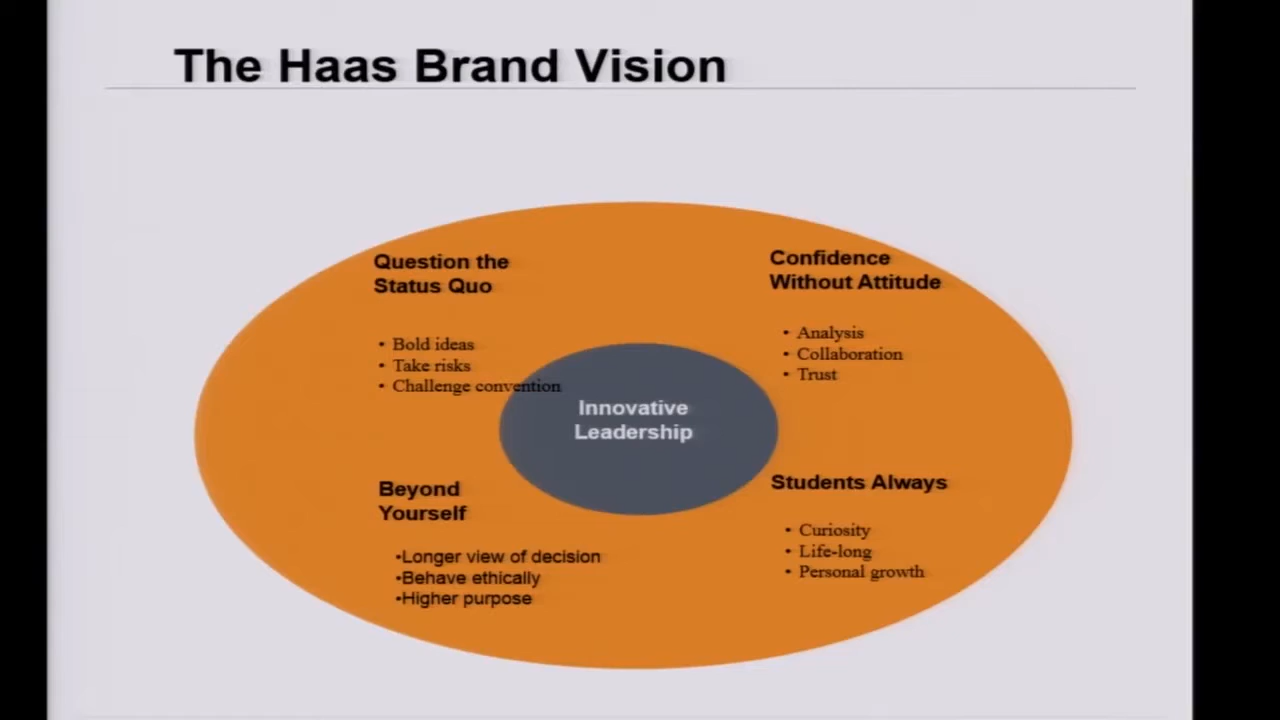 The Haas Brand Vision
Question the
Status Quo
• Bold ideas
• Take risks
• Challenge convention
Confidence
Without Attitude
• Analysis
• Collaboration
• Trust
Innovative
Leadership
Beyond
Yourself
•Longer view of decision
•Behave ethically
•Higher purpose
Students Always
• Curiosity
• Life-long
• Personal growth